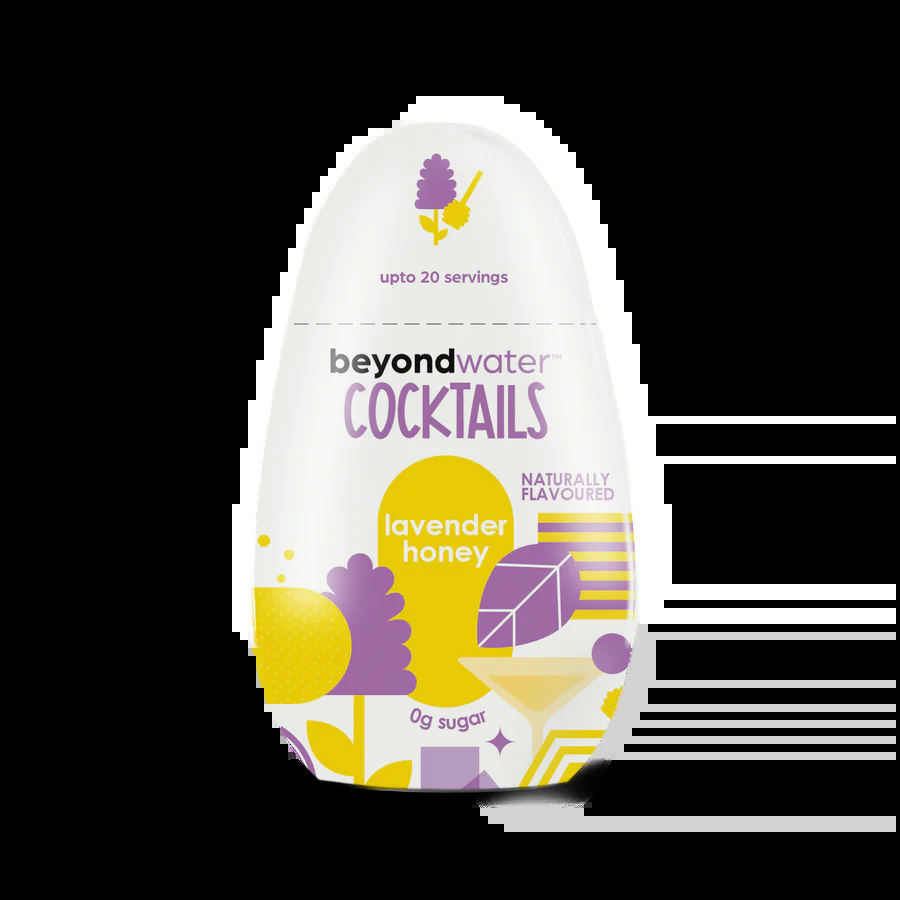 upto 20 servings
beyondwater™
COCKTAILS
NATURALLY
FLAVOURED
lavender
honey
0g sugar